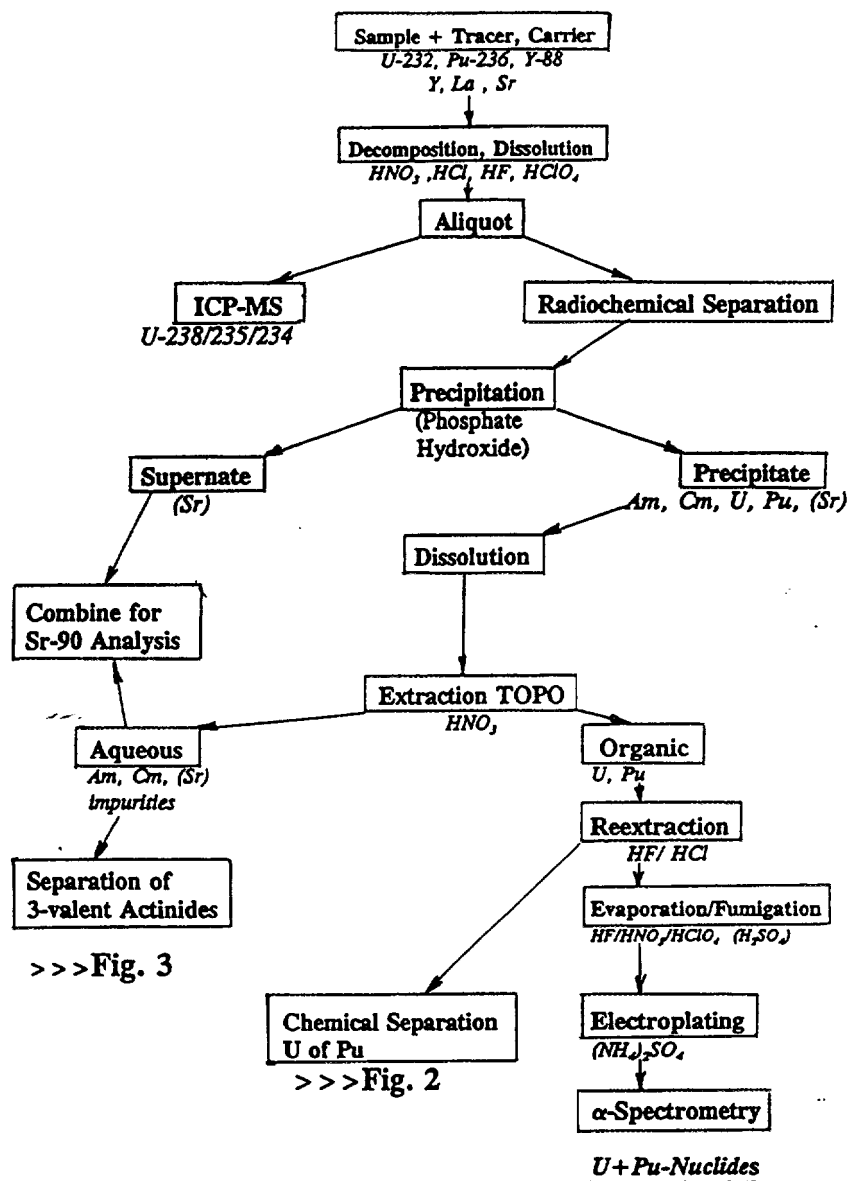 Sample + Tracer, Carrier
U-232, Pu-236, Y-88
Y, La , Sr
Decomposition, Dissolution
HNO₃ ,HCl, HF, HClO₄
Aliquot
ICP-MS
U-238/235/234
Radiochemical Separation
Precipitation
(Phosphate
Hydroxide)
Supernate
(Sr)
Precipitate
Am, Cm, U, Pu, (Sr)
Dissolution
Combine for
Sr-90 Analysis
Extraction TOPO
HNO₃
Aqueous
Am, Cm, (Sr)
impurities
Organic
U, Pu
Reextraction
HF/ HCl
Separation of
3-valent Actinides
>>>Fig. 3
Evaporation/Fumigation
HF/HNO₃/HClO₄ (H₂SO₄)
Chemical Separation
U of Pu
>>>Fig. 2
Electroplating
(NH₄)₂SO₄
α-Spectrometry
U+Pu-Nuclides